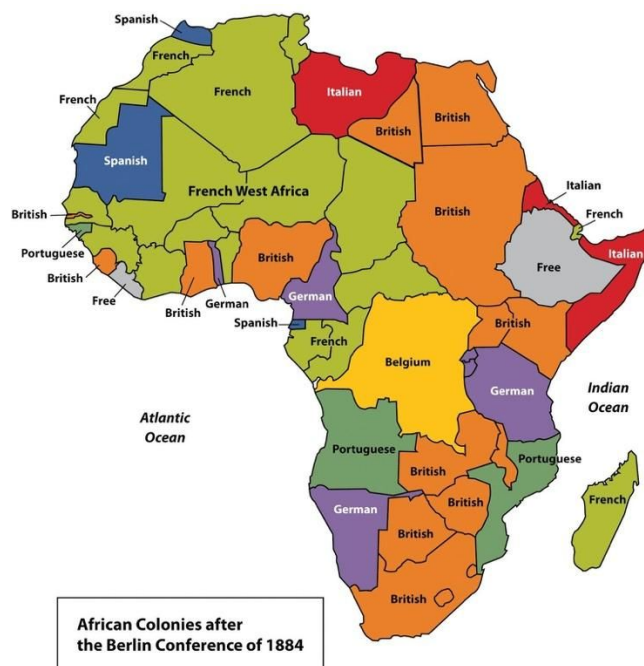 Spanish
French
French
French
Italian
British
British
Spanish
French West Africa
British
Italian
French
British
Portuguese
British
Free
British
German
German
British
Free
Italian
Spanish
French
British
Belgium
German
Indian
Ocean
Atlantic
Ocean
Portuguese
Portuguese
British
German
British
British
French
British
African Colonies after
the Berlin Conference of 1884